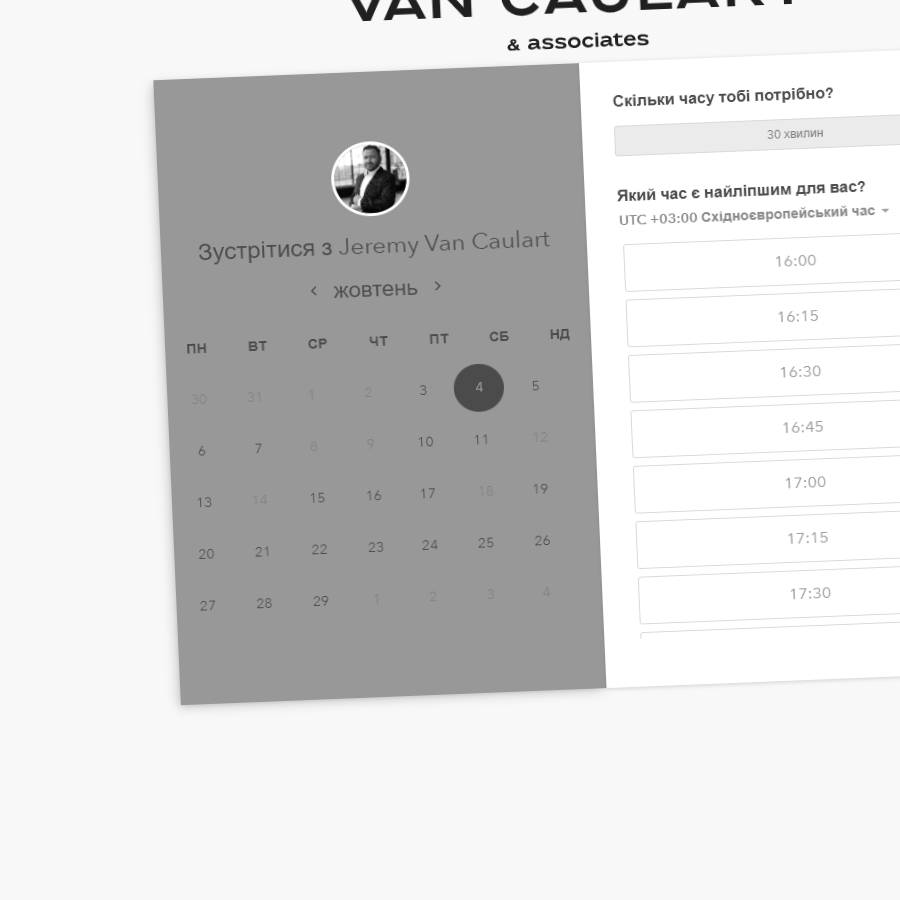 VAN CAULART
& associates
Зустрітися з Jeremy Van Caulart
жовтень
ПН ВТ СР ЧТ ПТ СБ НД
30 31 1 2 3 4 5
6 7 8 9 10 11 12
13 14 15 16 17 18 19
20 21 22 23 24 25 26
27 28 29 1 2 3 4
Скільки часу тобі потрібно?
30 хвилин
Який час є найліпшим для вас?
UTC +03:00 Східноєвропейський час
16:00
16:15
16:30
16:45
17:00
17:15
17:30